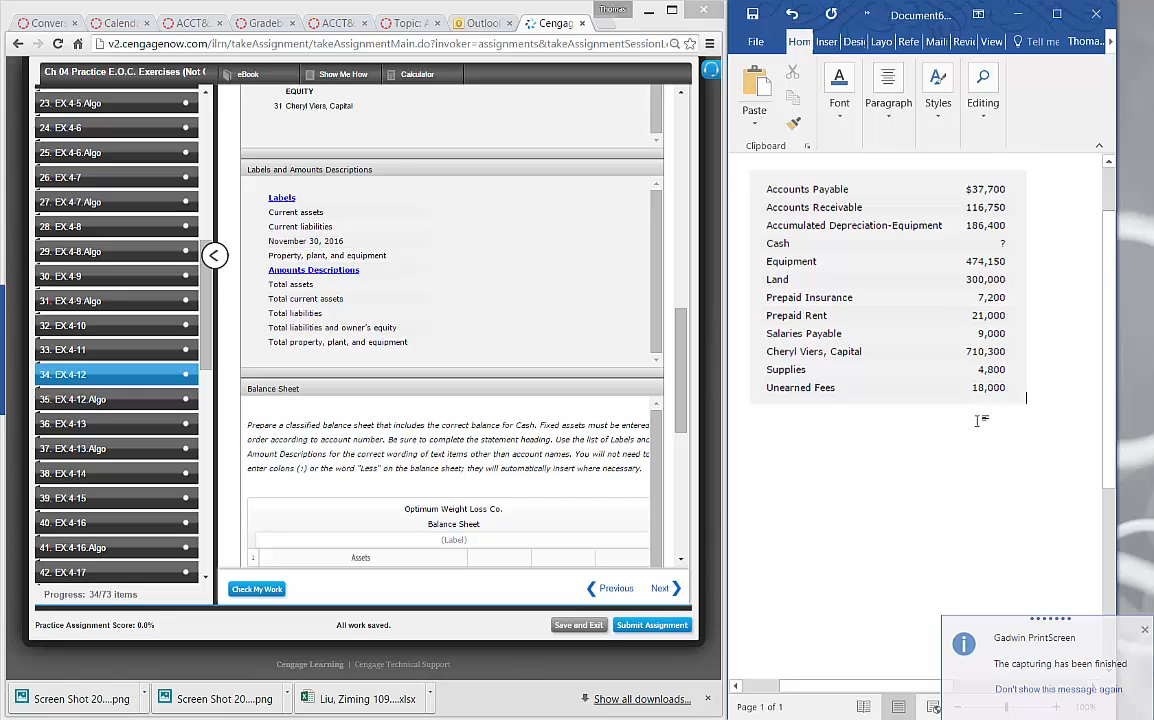 Convers
Calenda
ACCT&
Gradeb
ACCT&
Topic: A
Outlook
Cengag
Thomas
v2.cengagenow.com/ilrn/takeAssignment/takeAssignmentMain.do?invoker=assignments&takeAssignmentSessionL
Ch 04 Practice E.O.C. Exercises (Not C
eBook
Show Me How
Calculator
23. EX.4-5.Algo
24. EX.4-6
25. EX.4-6.Algo
26. EX.4-7
27. EX.4-7.Algo
28. EX.4-8
29. EX.4-8.Algo
30. EX.4-9
31. EX.4-9.Algo
32. EX.4-10
33. EX.4-11
34. EX.4-12
35. EX.4-12.Algo
36. EX.4-13
37. EX.4-13.Algo
38. EX.4-14
39. EX.4-15
40. EX.4-16
41. EX.4-16.Algo
42. EX.4-17
Progress: 34/73 items
EQUITY
31 Cheryl Viers, Capital
Labels and Amounts Descriptions
Labels
Current assets
Current liabilities
November 30, 2016
Property, plant, and equipment
Amounts Descriptions
Total assets
Total current assets
Total liabilities
Total liabilities and owner's equity
Total property, plant, and equipment
Balance Sheet
Prepare a classified balance sheet that includes the correct balance for Cash. Fixed assets must be entered
order according to account number. Be sure to complete the statement heading. Use the list of Labels and
Amount Descriptions for the correct wording of text items other than account names. You will not need to
enter colons (:) or the word "Less" on the balance sheet; they will automatically insert where necessary.
Optimum Weight Loss Co.
Balance Sheet
(Label)
1 Assets
Check My Work
Previous
Next
Practice Assignment Score: 0.0%
All work saved.
Save and Exit
Submit Assignment
Cengage Learning | Cengage Technical Support
Screen Shot 20....png
Screen Shot 20....png
Liu, Ziming 109....xlsx
Show all downloads...
Document6...
File
Hom
Inser
Desi
Layo
Refe
Maili
Revie
View
Tell me
Thoma...
Paste
Font
Paragraph
Styles
Editing
Clipboard
Accounts Payable $37,700
Accounts Receivable 116,750
Accumulated Depreciation-Equipment 186,400
Cash ?
Equipment 474,150
Land 300,000
Prepaid Insurance 7,200
Prepaid Rent 21,000
Salaries Payable 9,000
Cheryl Viers, Capital 710,300
Supplies 4,800
Unearned Fees 18,000
Gadwin PrintScreen
The capturing has been finished
Don't show this message again
Page 1 of 1
100%